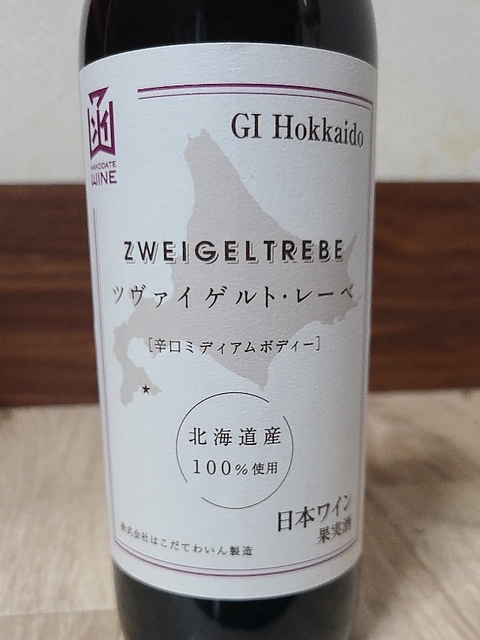 函
HAKODATE
WINE
GI Hokkaido
ZWEIGELTREBE
ツヴァイゲルト・レーベ
[辛口ミディアムボディー]
北海道産
100%使用
日本ワイン
果実酒
株式会社はこだてわいん製造